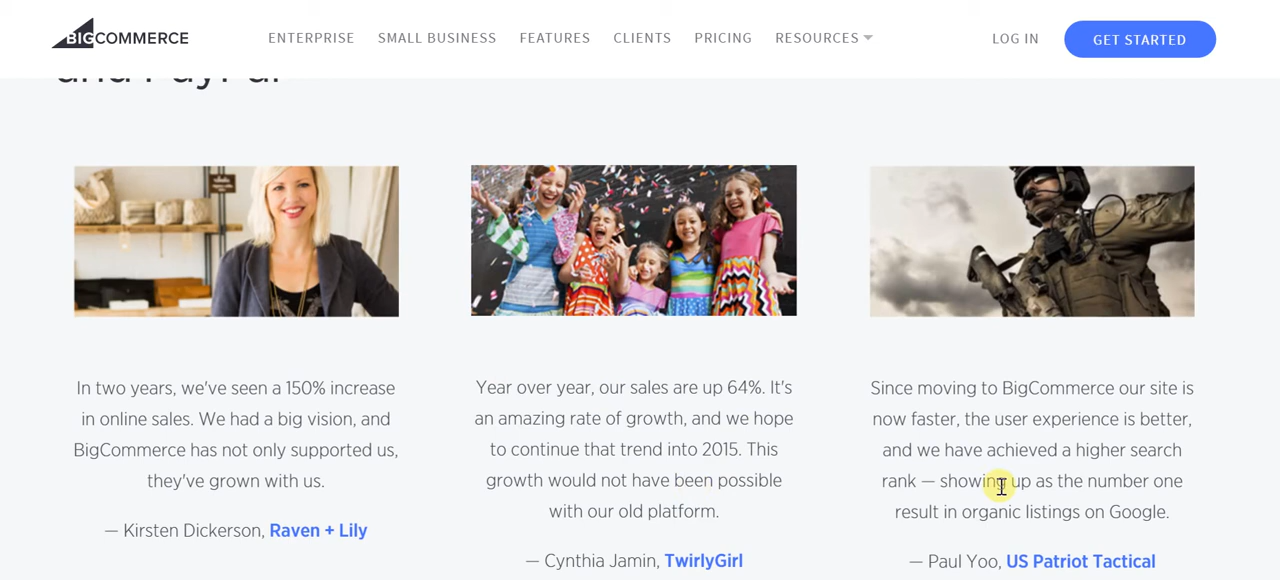 BIGCOMMERCE
ENTERPRISE SMALL BUSINESS FEATURES CLIENTS PRICING RESOURCES LOG IN GET STARTED
and PayPal
In two years, we've seen a 150% increase
in online sales. We had a big vision, and
BigCommerce has not only supported us,
they've grown with us.
— Kirsten Dickerson, Raven + Lily
Year over year, our sales are up 64%. It's
an amazing rate of growth, and we hope
to continue that trend into 2015. This
growth would not have been possible
with our old platform.
— Cynthia Jamin, TwirlyGirl
Since moving to BigCommerce our site is
now faster, the user experience is better,
and we have achieved a higher search
rank — showing up as the number one
result in organic listings on Google.
— Paul Yoo, US Patriot Tactical